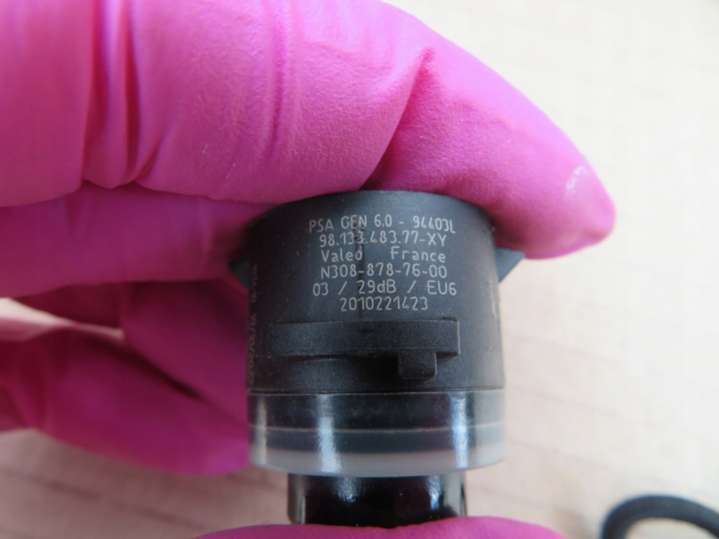 PSA GEN 6.0 - 94403L
98.133.483.77-XY
Valeo France
N308-878-76-00
03 / 29dB / EU6
2010221423